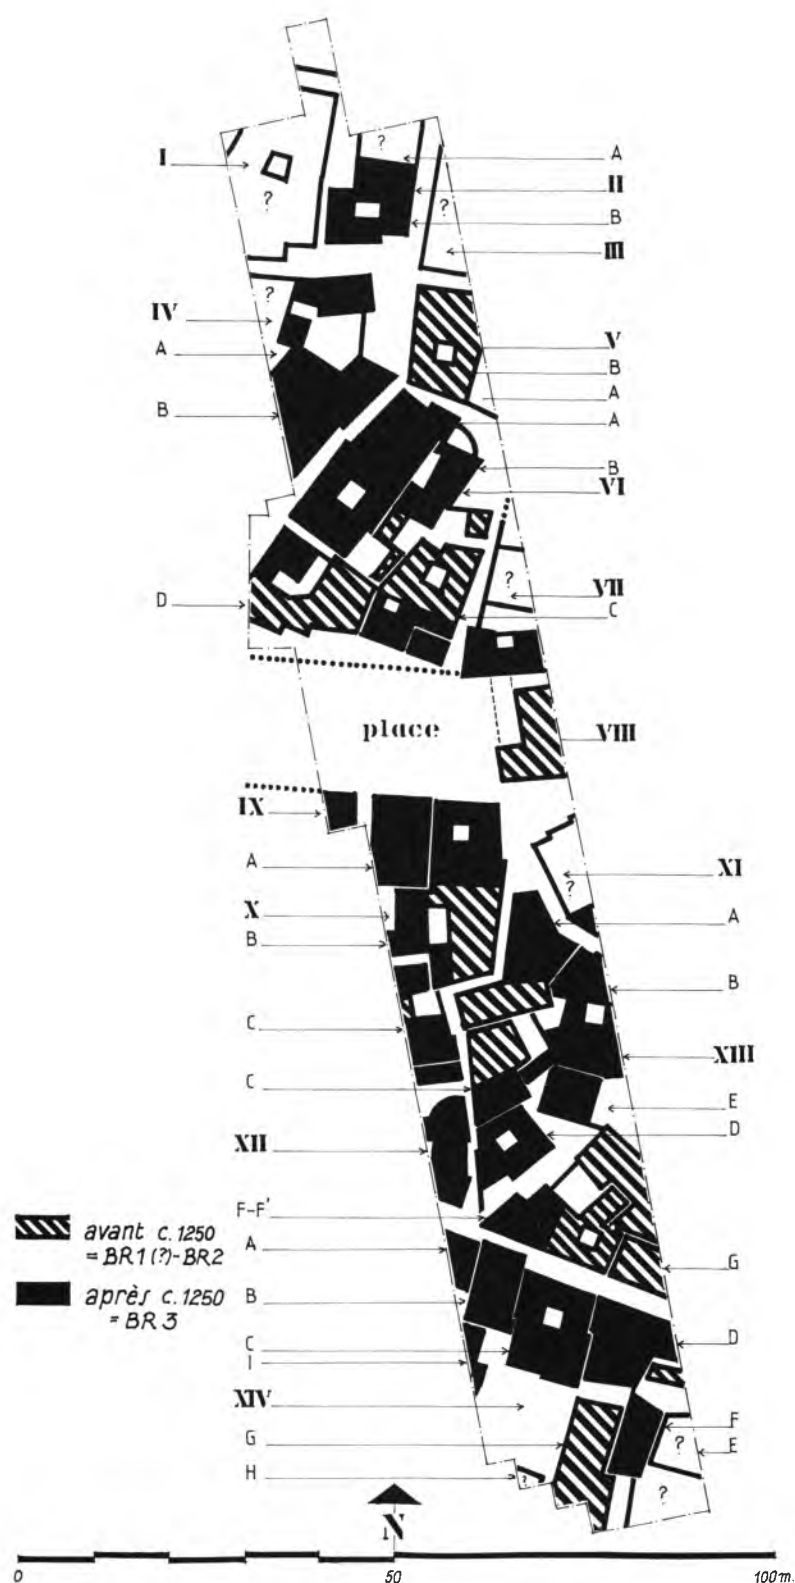 ?
A
I
II
?
B
?
III
?
IV
V
A
B
A
B
A
B
VI
?
VII
D
C
place
VIII
IX
A
XI
?
X
A
B
B
C
XIII
C
E
D
XII
F-F'
A
avant c.1250
= BR1(?)-BR2
G
après c.1250
= BR3
B
C
D
I
XIV
F
G
?
E
H
?
?
N
0
50
100m.